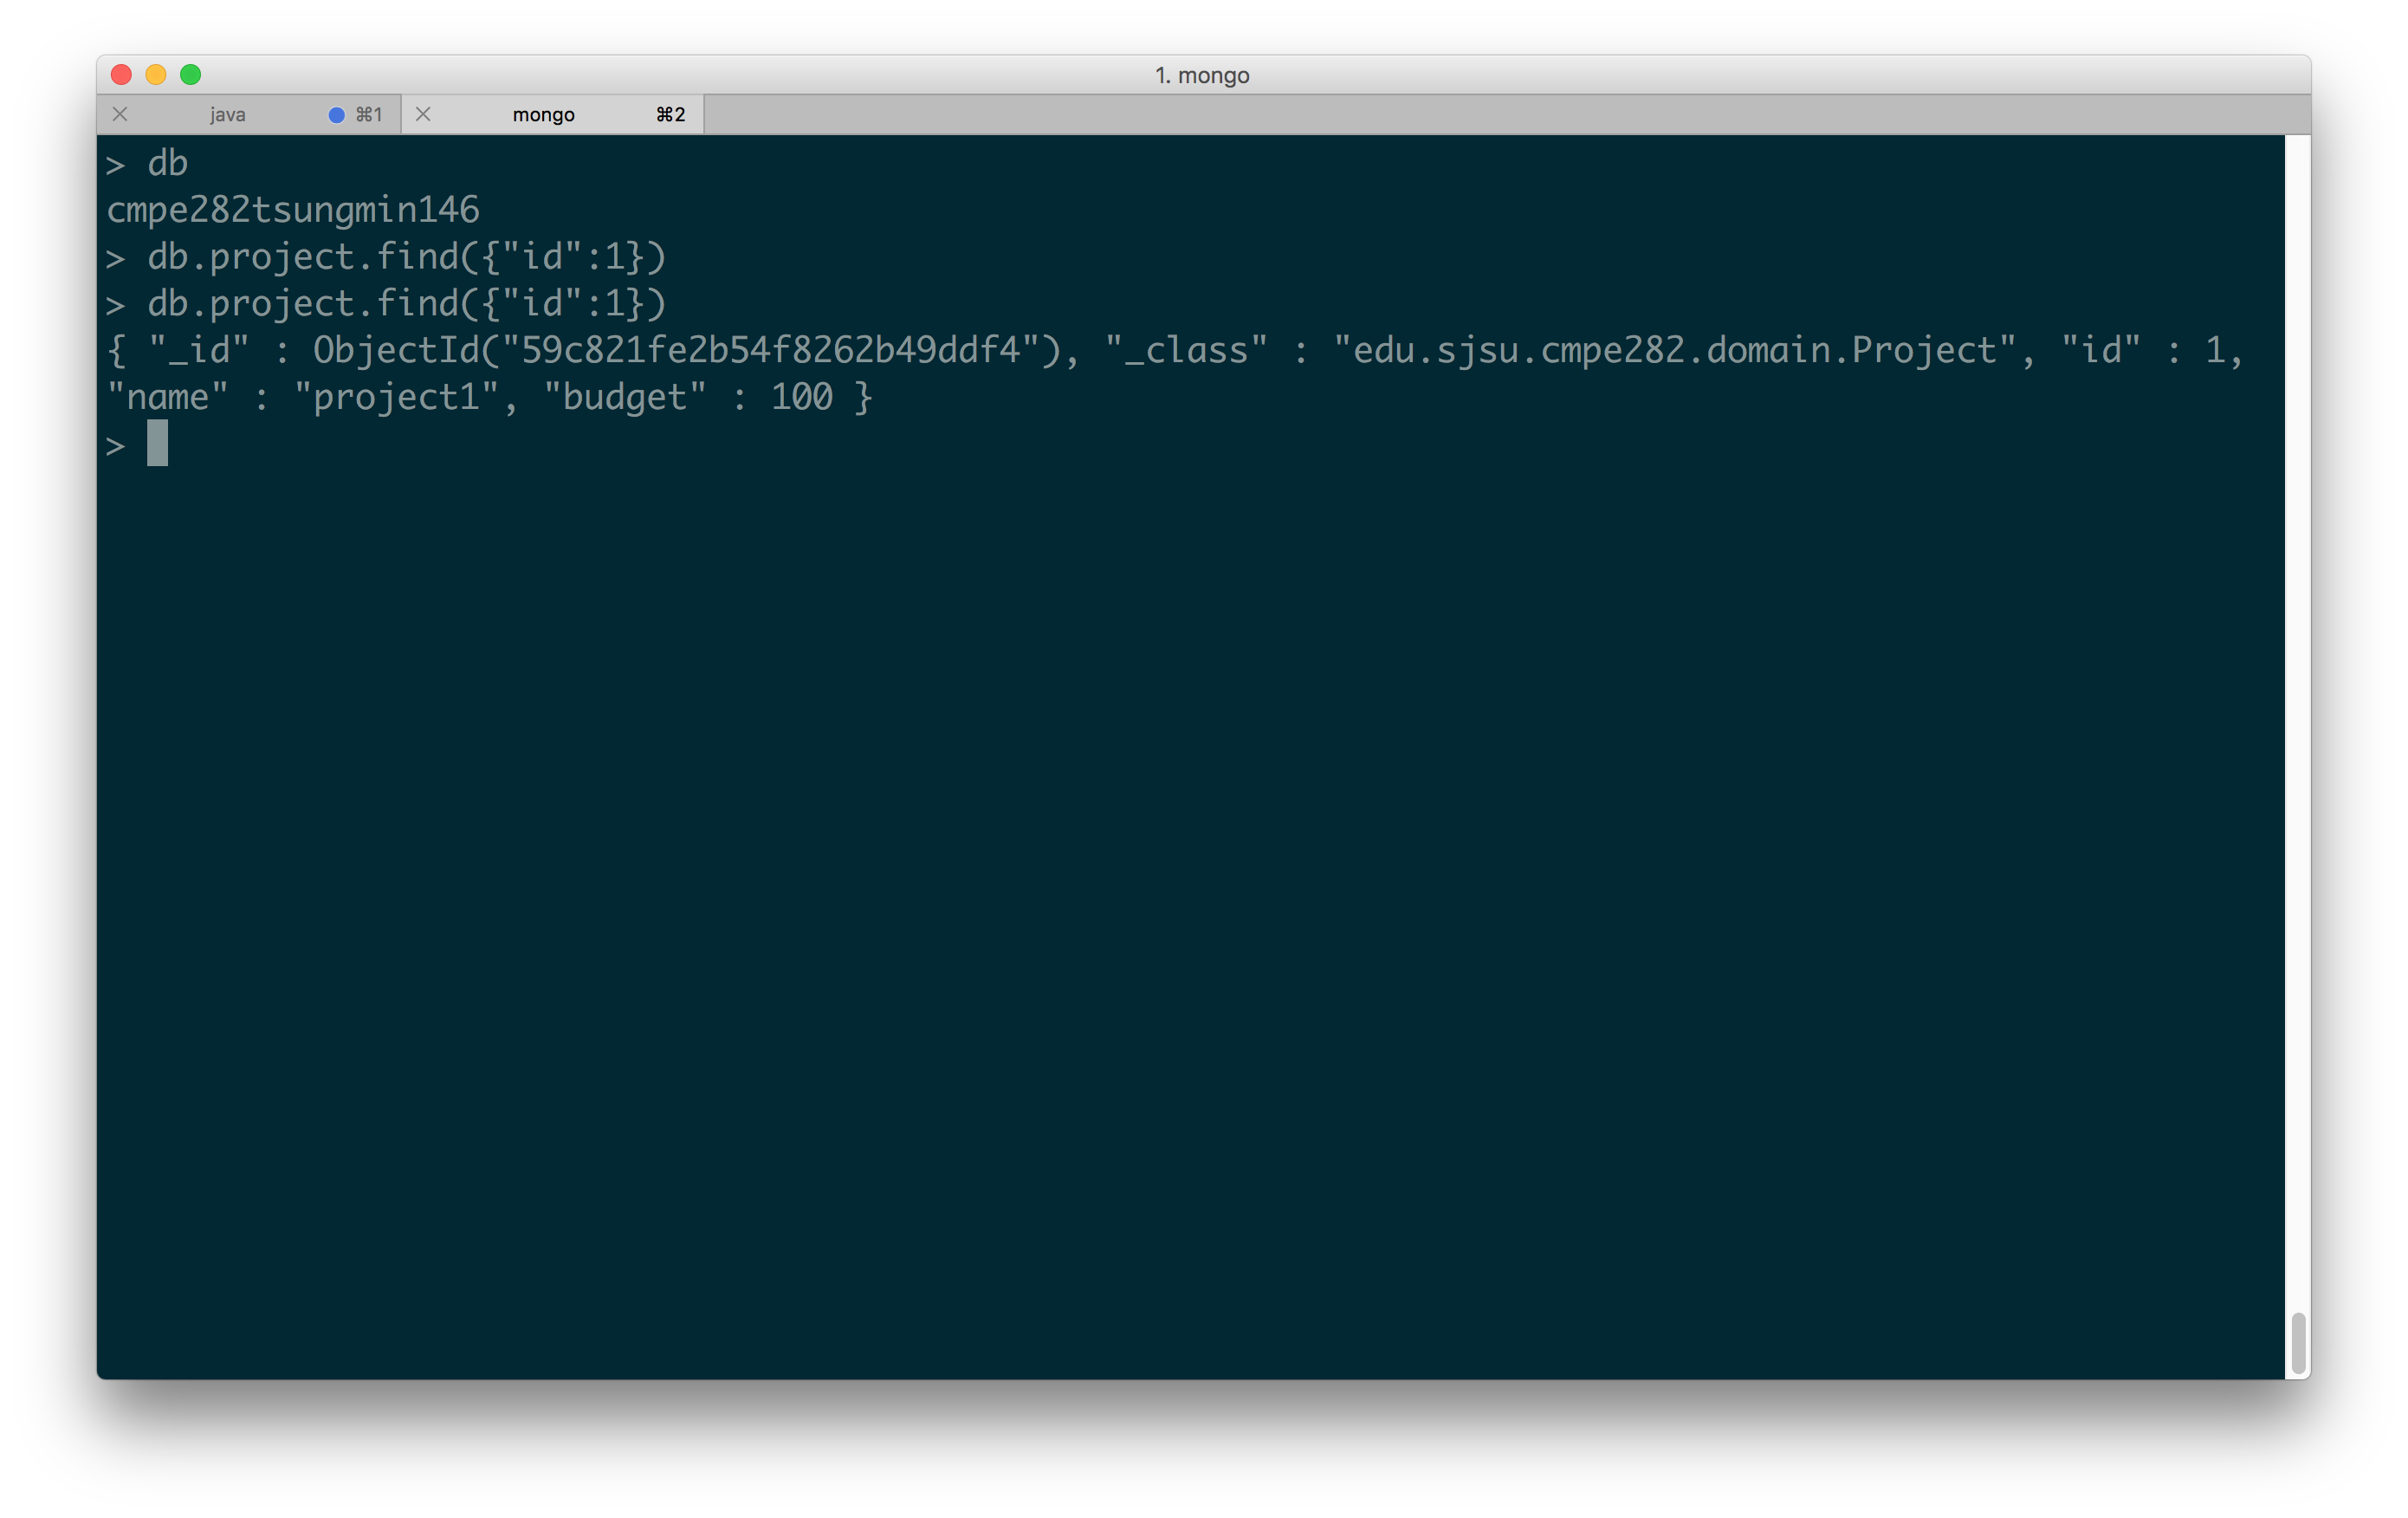 1. mongo
java ⌘1 mongo ⌘2
> db
cmpe282tsungmin146
> db.project.find({"id":1})
> db.project.find({"id":1})
{ "_id" : ObjectId("59c821fe2b54f8262b49ddf4"), "_class" : "edu.sjsu.cmpe282.domain.Project", "id" : 1,
"name" : "project1", "budget" : 100 }
>